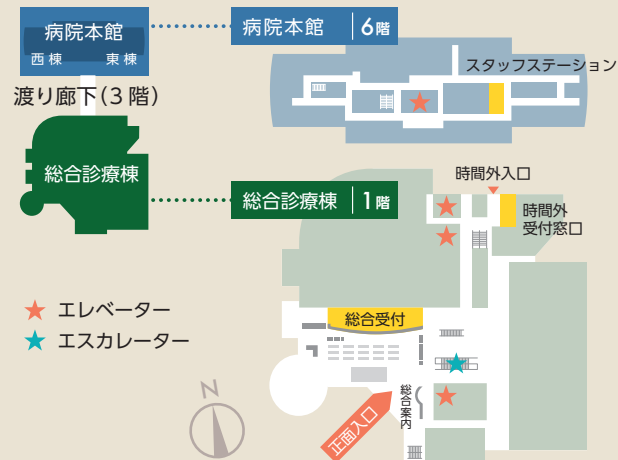 病院本館
西棟 東棟
渡り廊下(3階)
総合診療棟
病院本館 6階
スタッフステーション
総合診療棟 1階
時間外入口
時間外
受付窓口
総合受付
総合案内
正面入口
エレベーター
エスカレーター
N